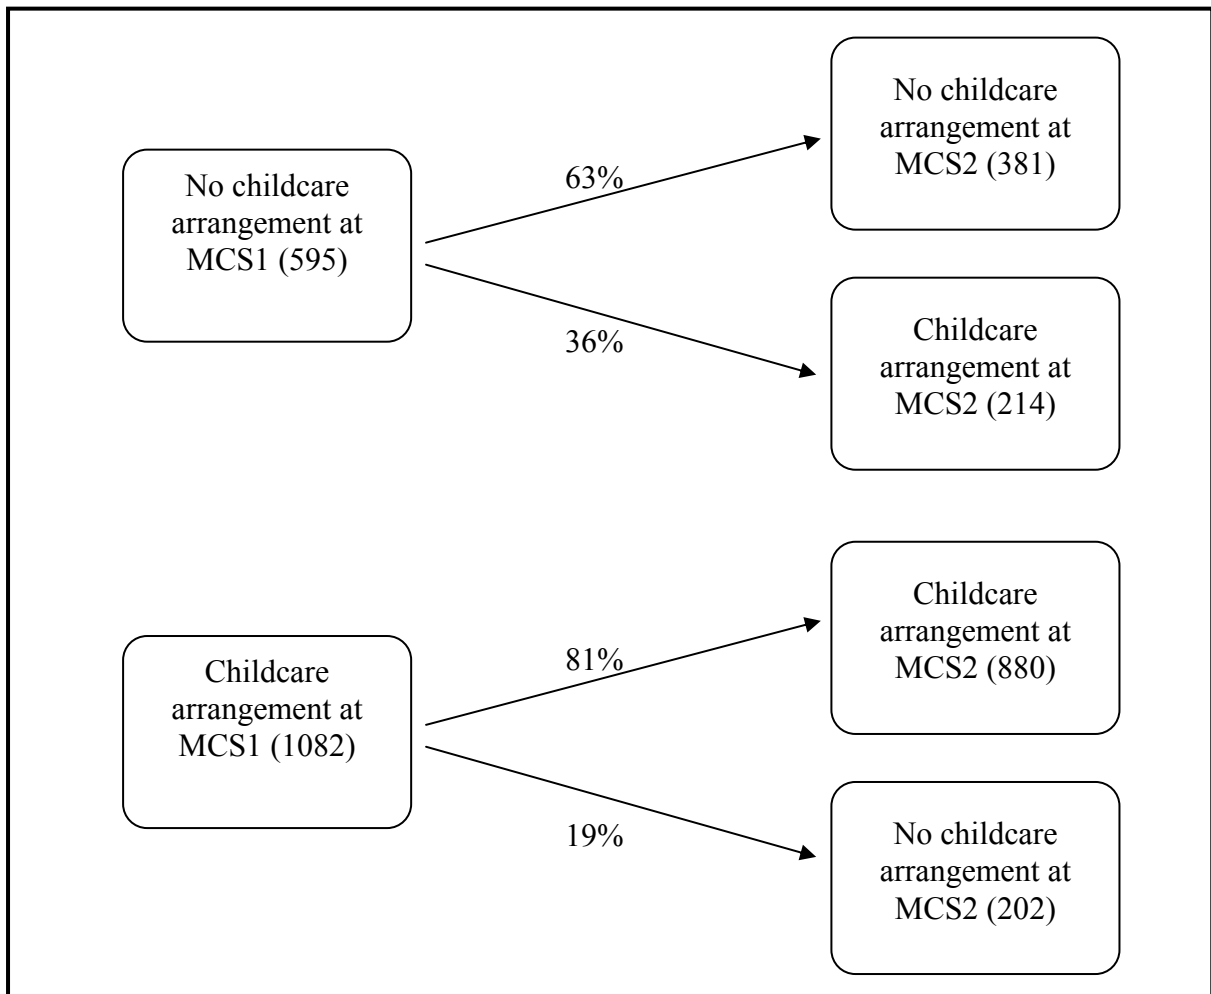 No childcare
arrangement at
MCS1 (595)
63%
36%
No childcare
arrangement at
MCS2 (381)
Childcare
arrangement at
MCS2 (214)
Childcare
arrangement at
MCS1 (1082)
81%
19%
Childcare
arrangement at
MCS2 (880)
No childcare
arrangement at
MCS2 (202)